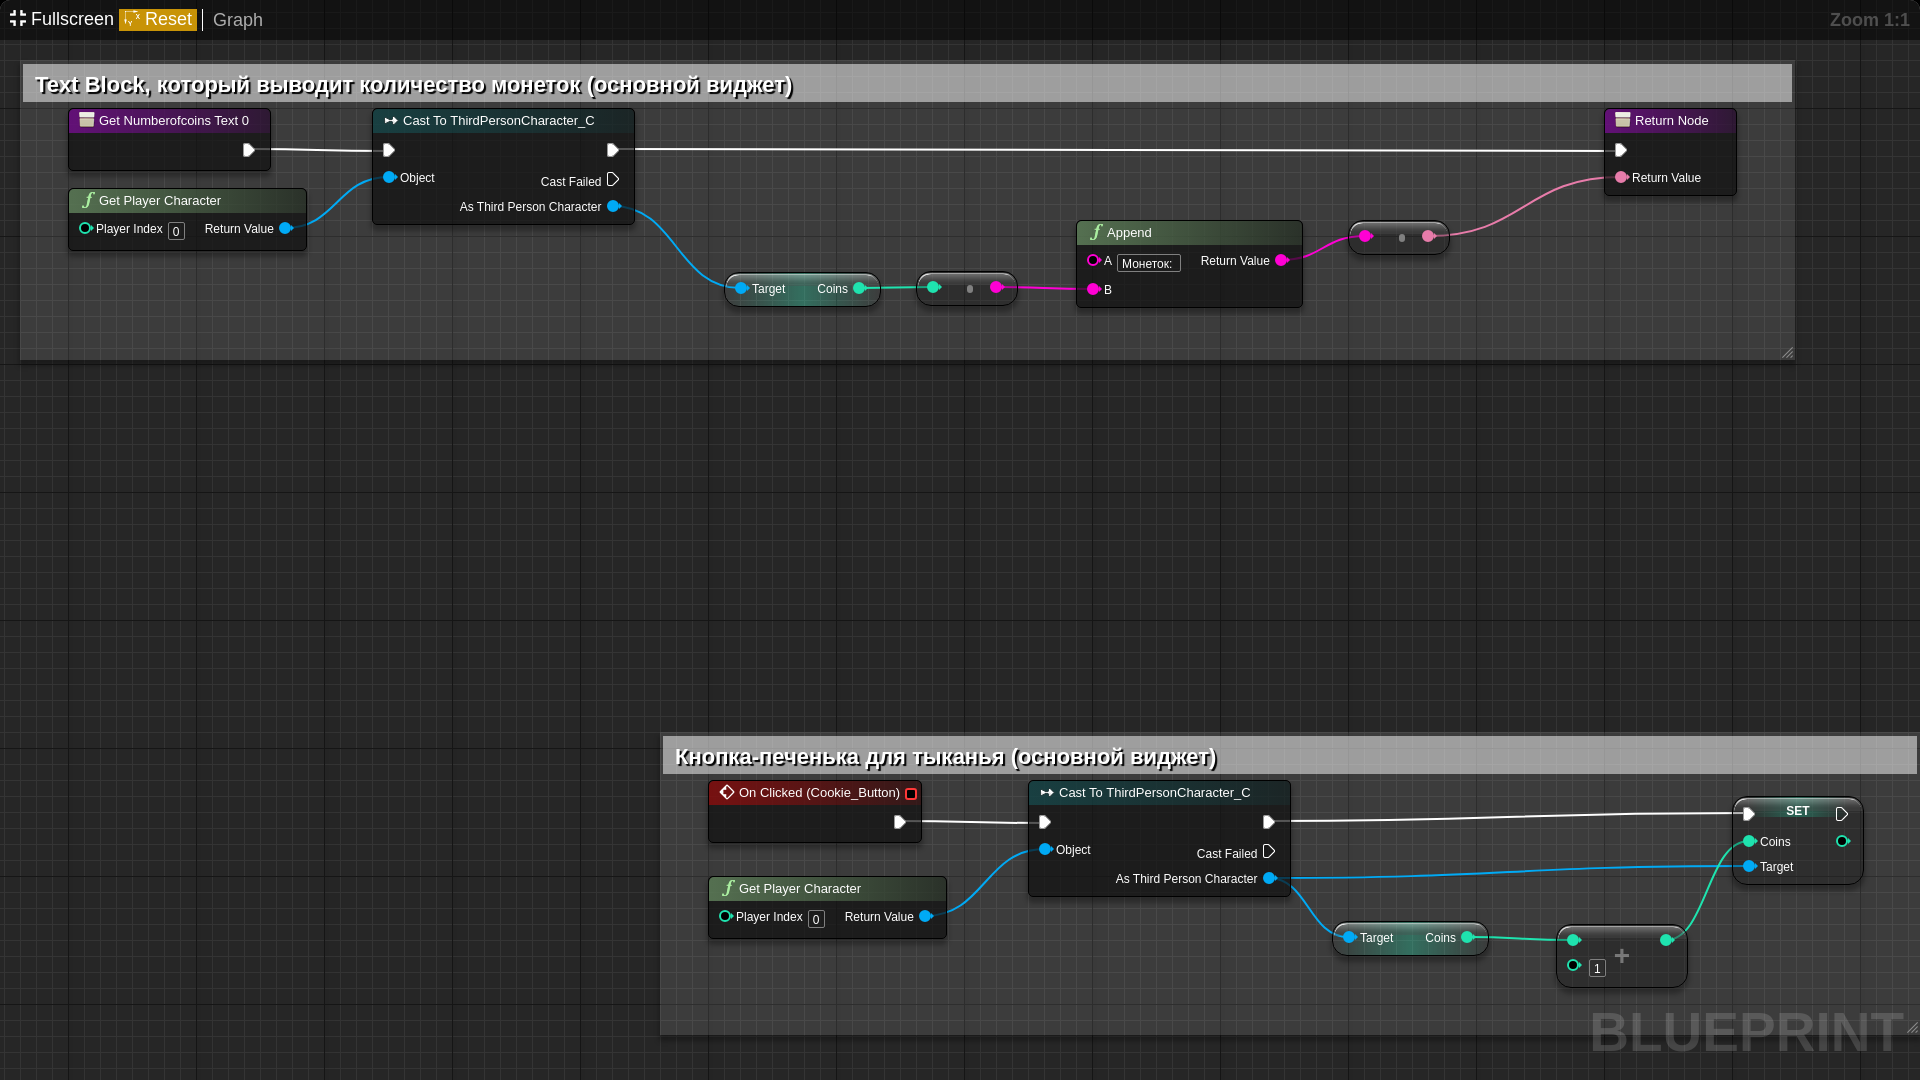 Fullscreen Reset Graph Zoom 1:1
Text Block, который выводит количество монеток (основной виджет)
Get Numberofcoins Text 0
Cast To ThirdPersonCharacter_C
Object
Cast Failed
As Third Person Character
Return Node
Return Value
Get Player Character
Player Index 0 Return Value
Target Coins
Append
A Монеток: Return Value
B
Кнопка-печенька для тыканья (основной виджет)
On Clicked (Cookie_Button)
Cast To ThirdPersonCharacter_C
Object
Cast Failed
As Third Person Character
SET
Coins
Target
Get Player Character
Player Index 0 Return Value
Target Coins
1 +
BLUEPRINT